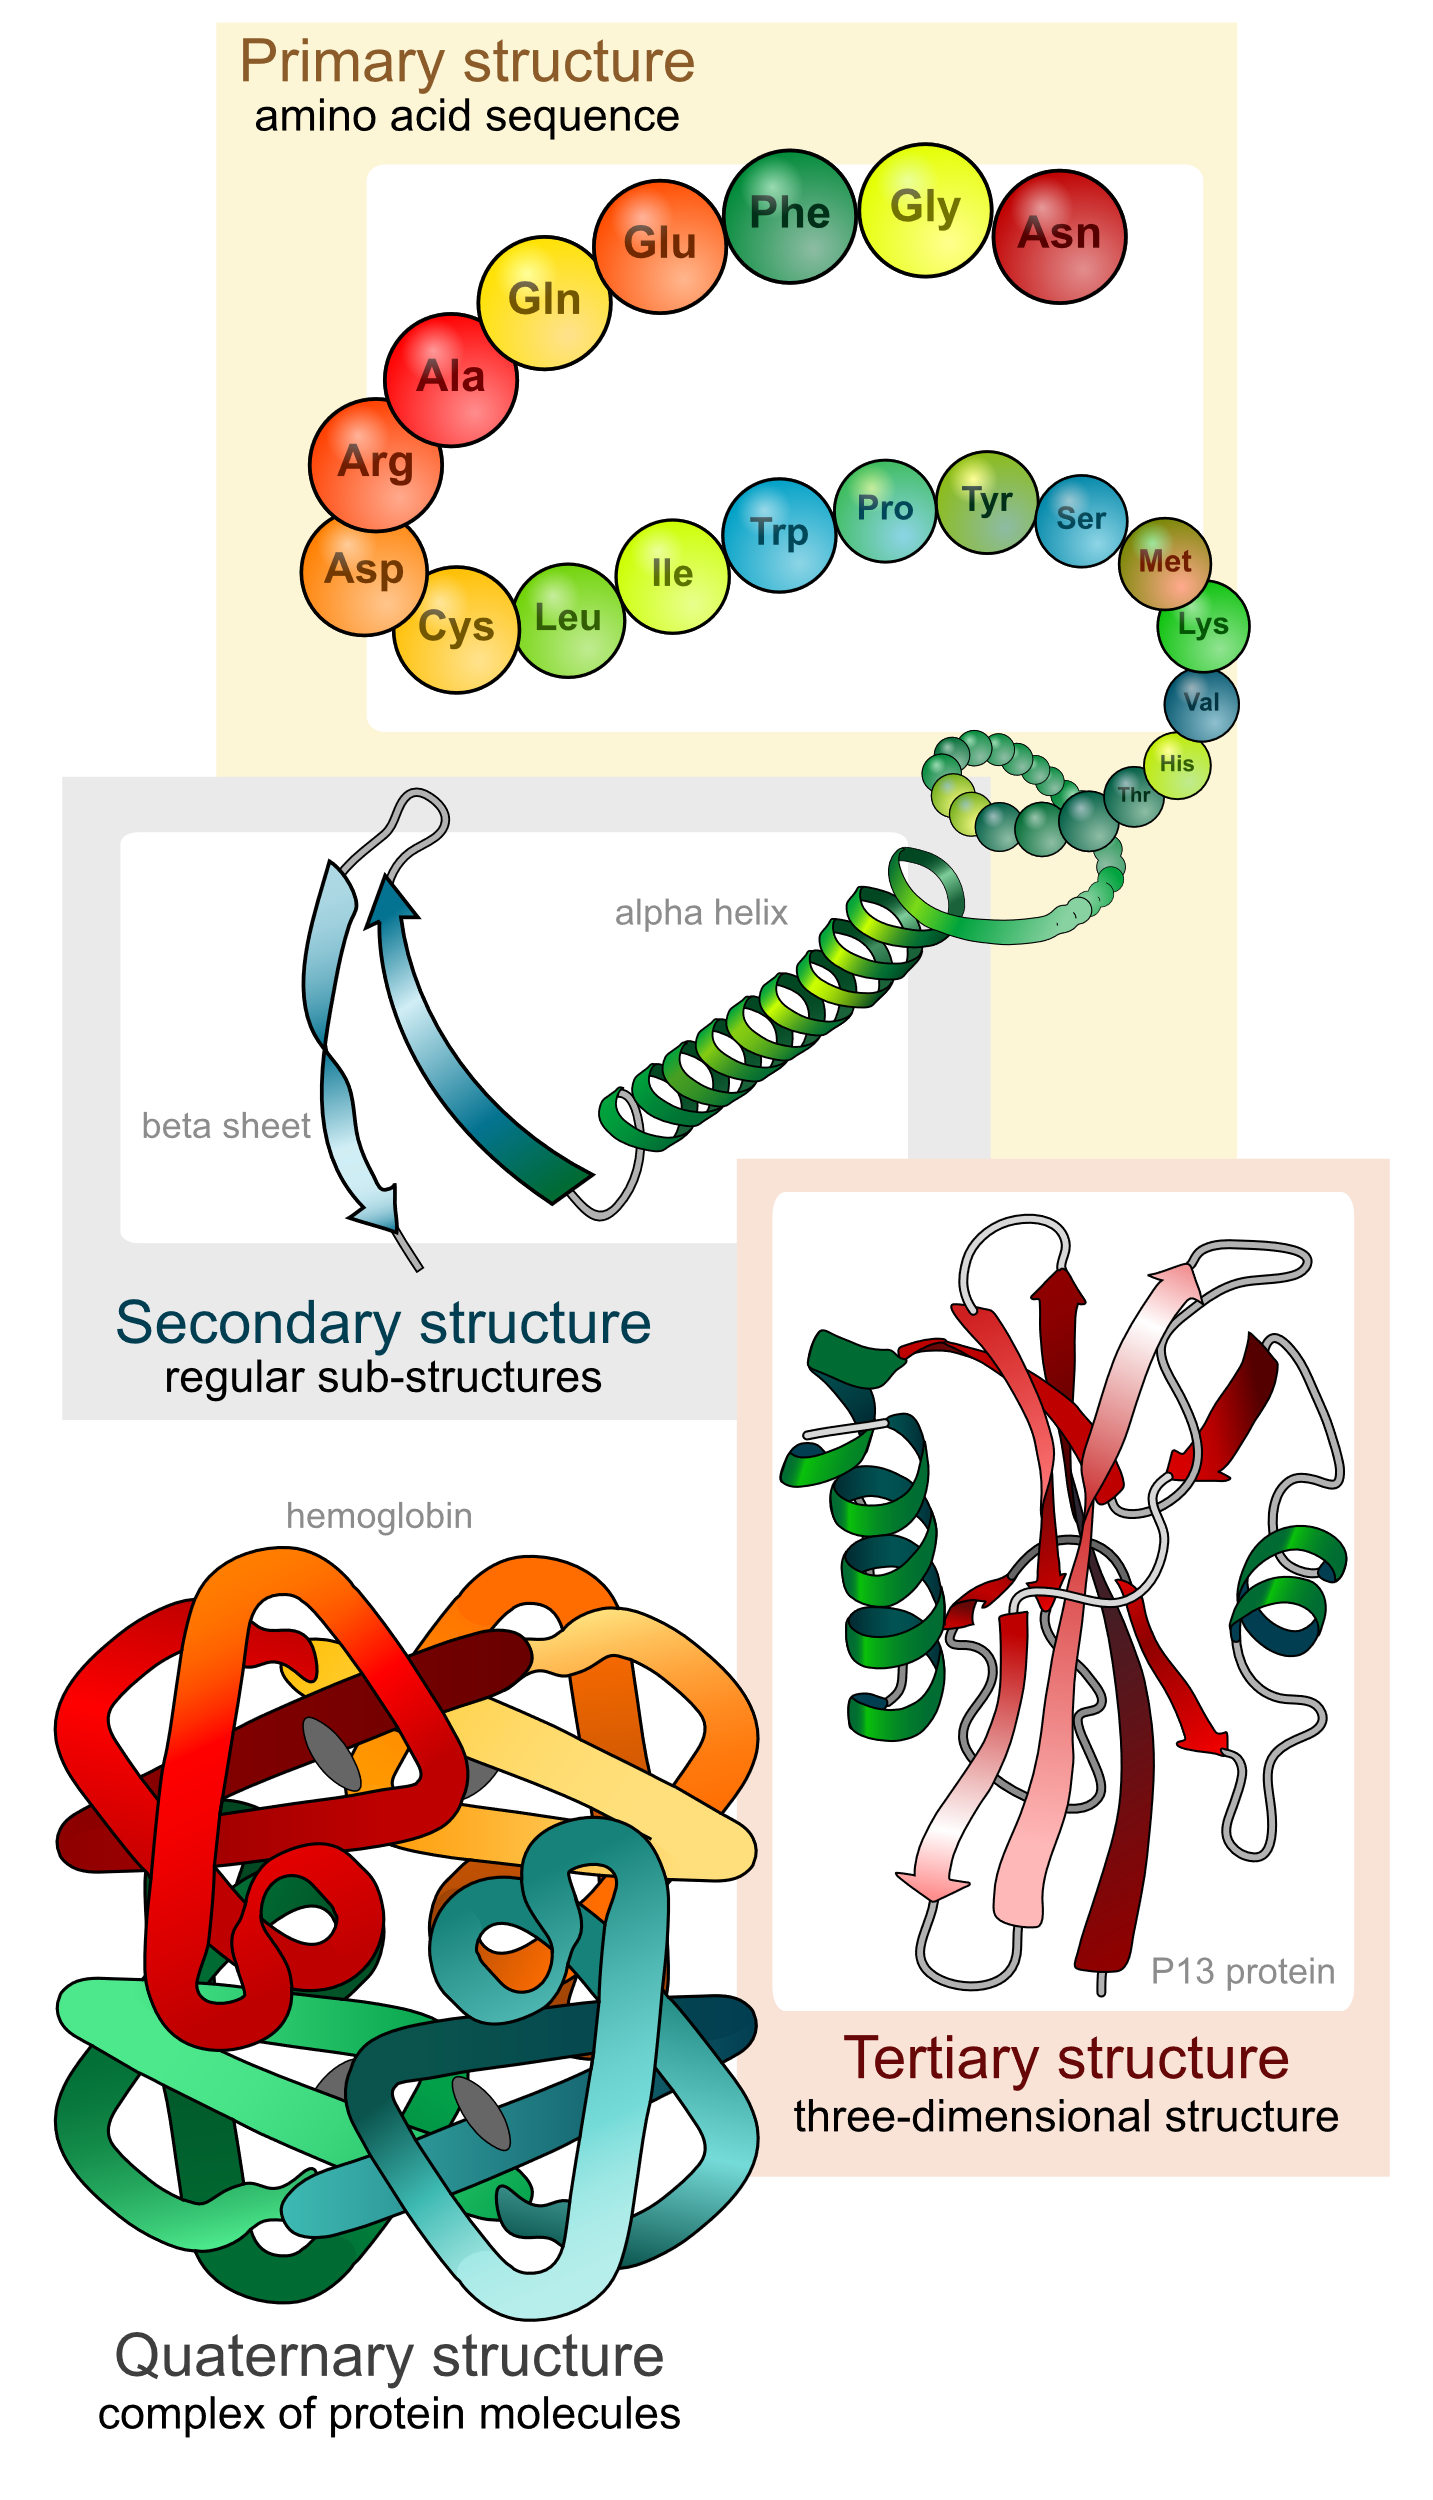 Primary structure
amino acid sequence
Asn
Gly
Phe
Glu
Gln
Ala
Arg
Asp
Cys
Leu
Ile
Trp
Pro
Tyr
Ser
Met
Lys
Val
His
Thr
alpha helix
beta sheet
Secondary structure
regular sub-structures
P13 protein
Tertiary structure
three-dimensional structure
hemoglobin
Quaternary structure
complex of protein molecules